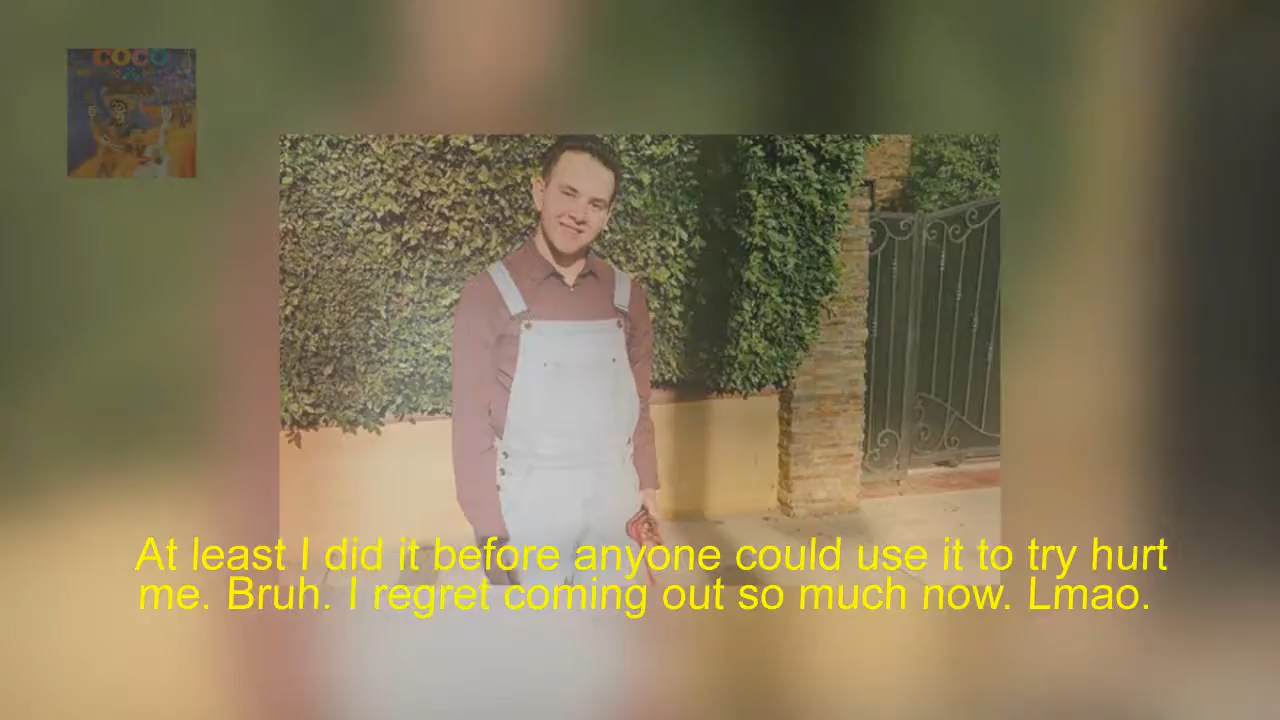 COCO
At least I did it before anyone could use it to try hurt
me. Bruh. I regret coming out so much now. Lmao.